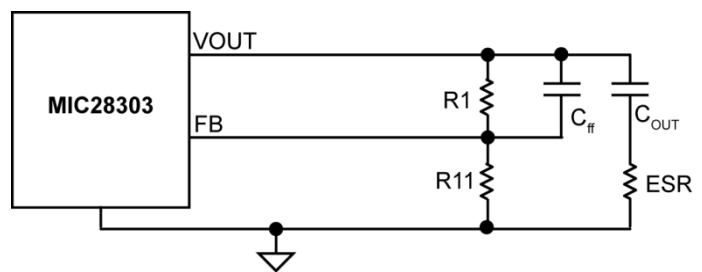 VOUT
MIC28303
R1
Cff
COUT
FB
R11
ESR